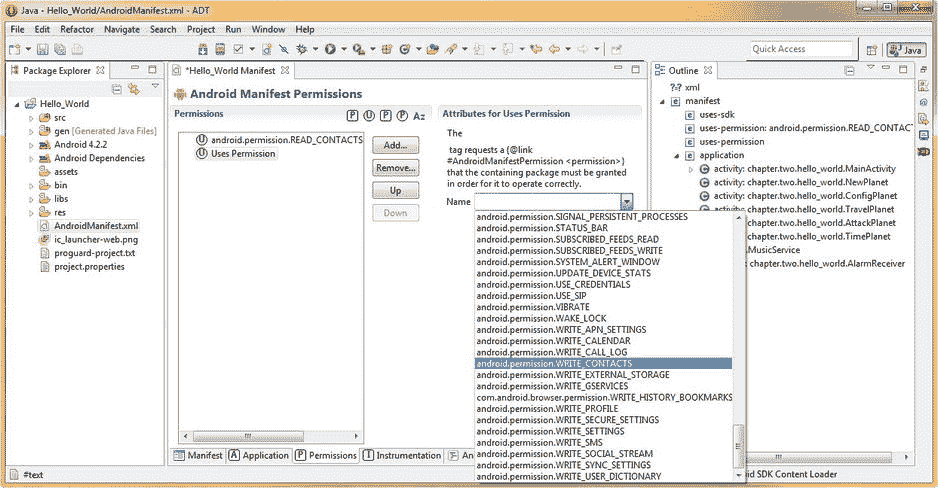 Java - Hello_World/AndroidManifest.xml - ADT
File Edit Refactor Navigate Search Project Run Window Help
Quick Access
Java
Package Explorer
Hello_World
src
gen [Generated Java Files]
Android 4.2.2
Android Dependencies
assets
bin
libs
res
AndroidManifest.xml
ic_launcher-web.png
proguard-project.txt
project.properties
*Hello_World Manifest
Android Manifest Permissions
Permissions
P U P P Az
U android.permission.READ_CONTACTS
U Uses Permission
Add...
Remove...
Up
Down
Attributes for Uses Permission
The
tag requests a {@link
#AndroidManifestPermission <permission>}
that the containing package must be granted
in order for it to operate correctly.
Name
android.permission.SIGNAL_PERSISTENT_PROCESSES
android.permission.STATUS_BAR
android.permission.SUBSCRIBED_FEEDS_READ
android.permission.SUBSCRIBED_FEEDS_WRITE
android.permission.SYSTEM_ALERT_WINDOW
android.permission.UPDATE_DEVICE_STATS
android.permission.USE_CREDENTIALS
android.permission.USE_SIP
android.permission.VIBRATE
android.permission.WAKE_LOCK
android.permission.WRITE_APN_SETTINGS
android.permission.WRITE_CALENDAR
android.permission.WRITE_CALL_LOG
android.permission.WRITE_CONTACTS
android.permission.WRITE_EXTERNAL_STORAGE
android.permission.WRITE_GSERVICES
com.android.browser.permission.WRITE_HISTORY_BOOKMARKS
android.permission.WRITE_PROFILE
android.permission.WRITE_SECURE_SETTINGS
android.permission.WRITE_SETTINGS
android.permission.WRITE_SMS
android.permission.WRITE_SOCIAL_STREAM
android.permission.WRITE_SYNC_SETTINGS
android.permission.WRITE_USER_DICTIONARY
Manifest A Application P Permissions I Instrumentation An
Outline
?? xml
e manifest
e uses-sdk
e uses-permission: android.permission.READ_CONTAC
e uses-permission
e application
activity: chapter.two.hello_world.MainActivity
activity: chapter.two.hello_world.NewPlanet
activity: chapter.two.hello_world.ConfigPlanet
activity: chapter.two.hello_world.TravelPlanet
activity: chapter.two.hello_world.AttackPlanet
activity: chapter.two.hello_world.TimePlanet
MusicService
chapter.two.hello_world.AlarmReceiver
#text
id SDK Content Loader